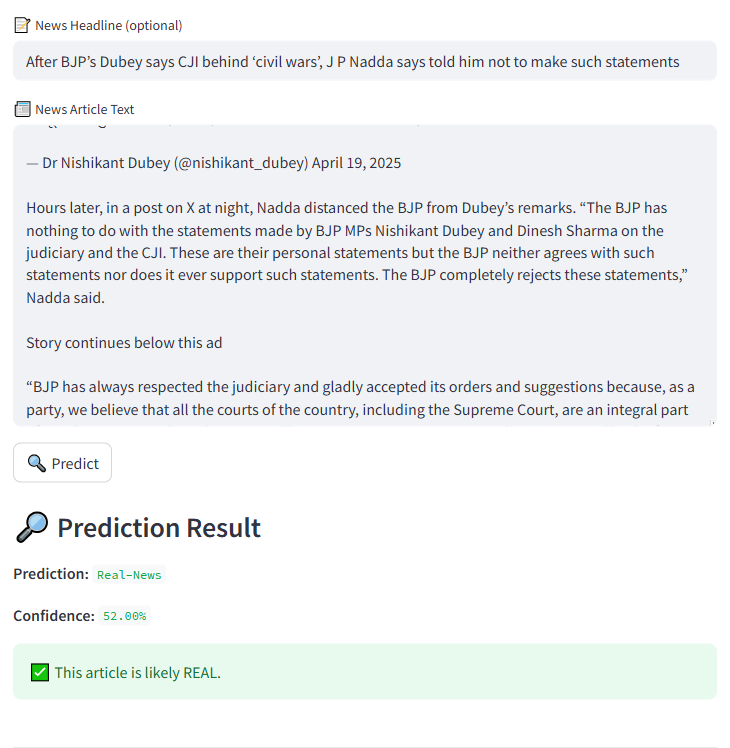 News Headline (optional)
After BJP’s Dubey says CJI behind ‘civil wars’, J P Nadda says told him not to make such statements
News Article Text
— Dr Nishikant Dubey (@nishikant_dubey) April 19, 2025
Hours later, in a post on X at night, Nadda distanced the BJP from Dubey’s remarks. “The BJP has
nothing to do with the statements made by BJP MPs Nishikant Dubey and Dinesh Sharma on the
judiciary and the CJI. These are their personal statements but the BJP neither agrees with such
statements nor does it ever support such statements. The BJP completely rejects these statements,”
Nadda said.
Story continues below this ad
“BJP has always respected the judiciary and gladly accepted its orders and suggestions because, as a
party, we believe that all the courts of the country, including the Supreme Court, are an integral part
Predict
Prediction Result
Prediction: Real-News
Confidence: 52.00%
This article is likely REAL.